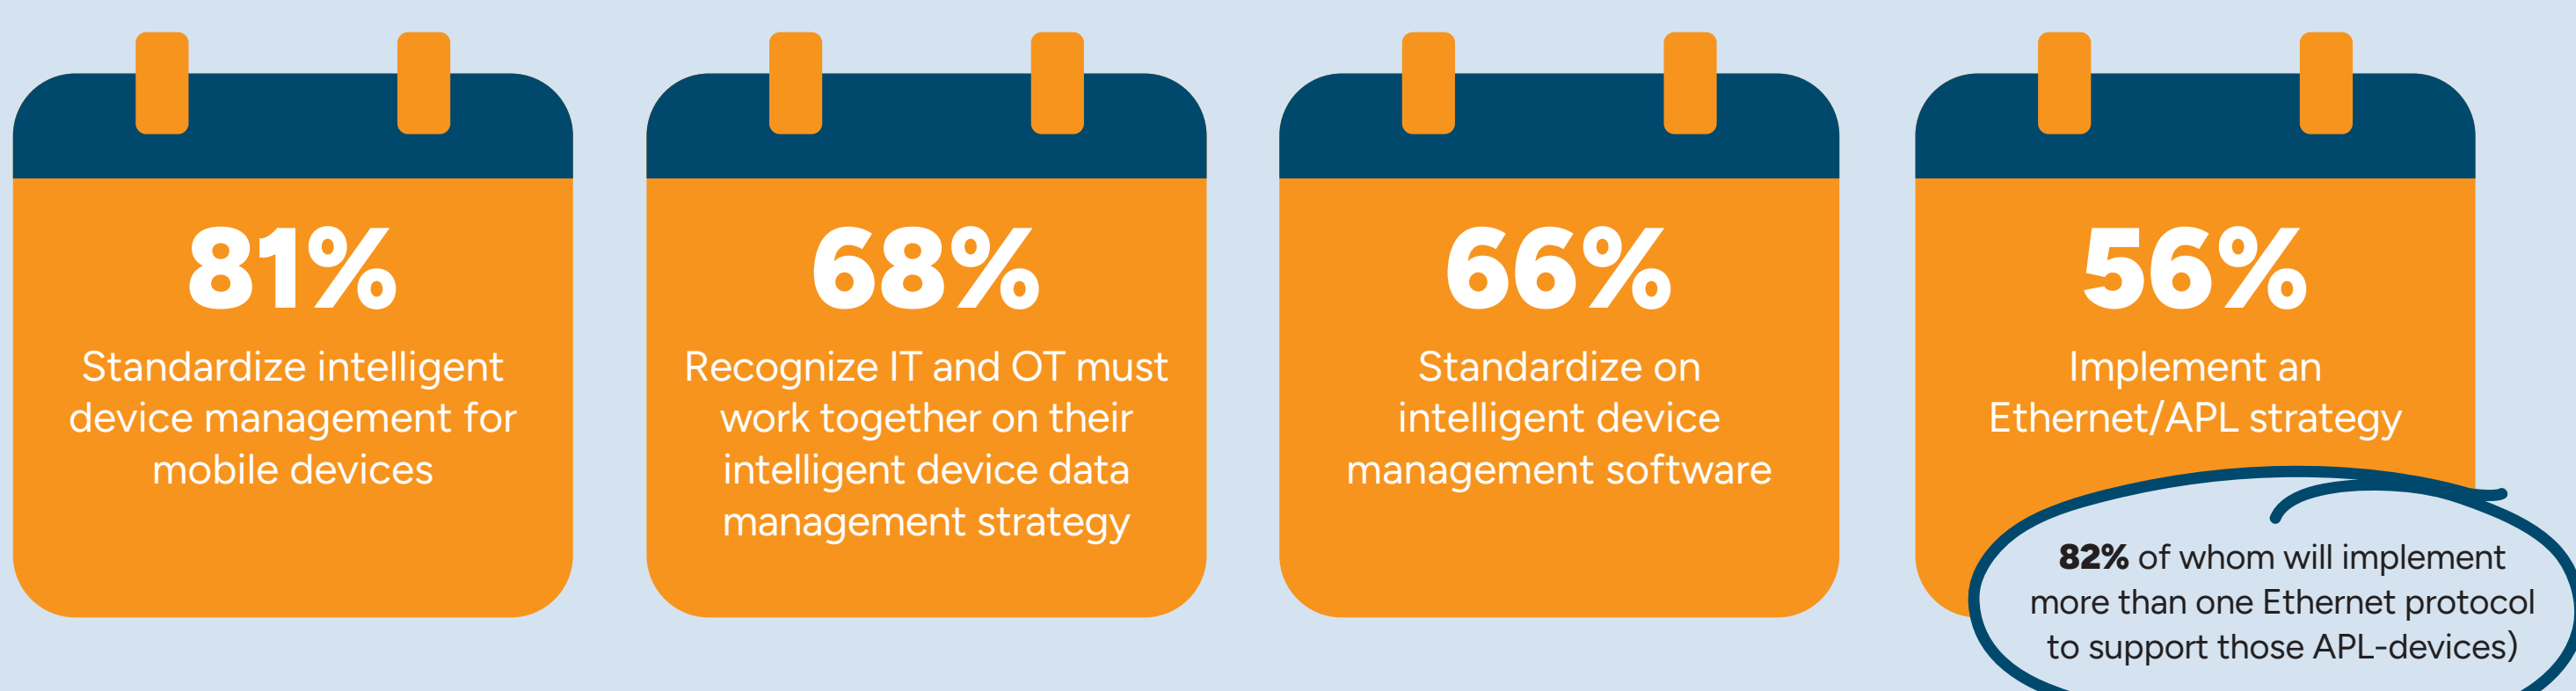 81%
Standardize intelligent
device management for
mobile devices
68%
Recognize IT and OT must
work together on their
intelligent device data
management strategy
66%
Standardize on
intelligent device
management software
56%
Implement an
Ethernet/APL strategy
82% of whom will implement
more than one Ethernet protocol
to support those APL-devices)